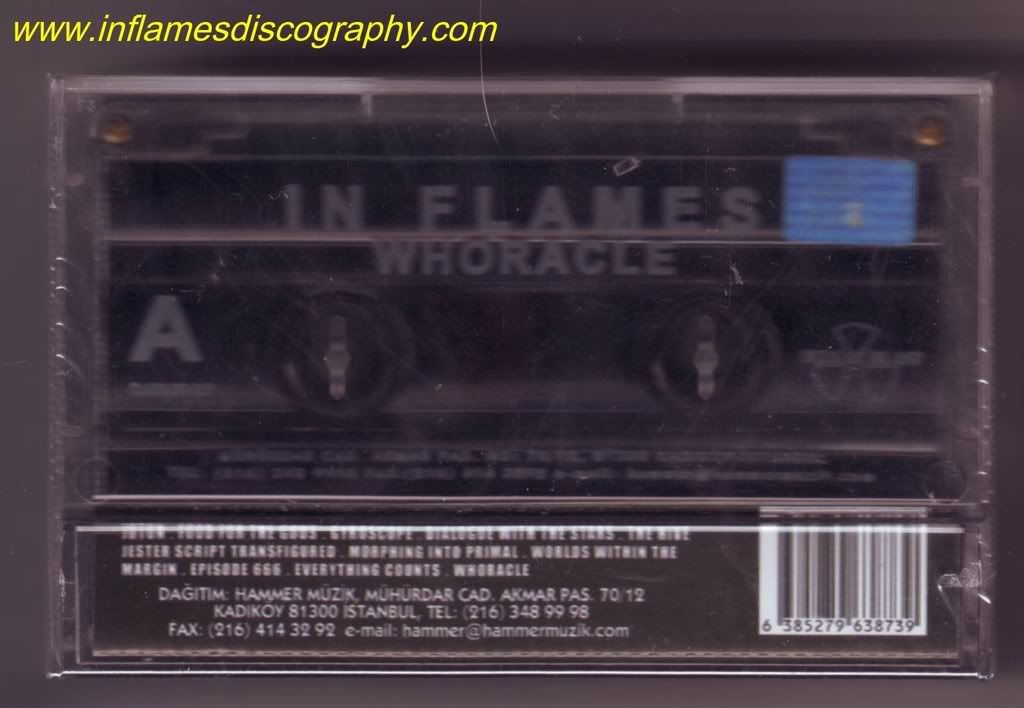 www.inflamesdiscography.com
IN FLAMES
WHORACLE
A
JOTUN . FOOD FOR THE GODS . GYROSCOPE . DIALOGUE WITH THE STARS . THE HIVE
JESTER SCRIPT TRANSFIGURED . MORPHING INTO PRIMAL . WORLDS WITHIN THE
MARGIN . EPISODE 666 . EVERYTHING COUNTS . WHORACLE
DAĞITIM: HAMMER MÜZİK, MÜHÜRDAR CAD. AKMAR PAS. 70/12
KADIKÖY 81300 İSTANBUL, TEL: (216) 348 99 98
FAX: (216) 414 32 92 e-mail: hammer@hammermuzik.com
6 385279 638739